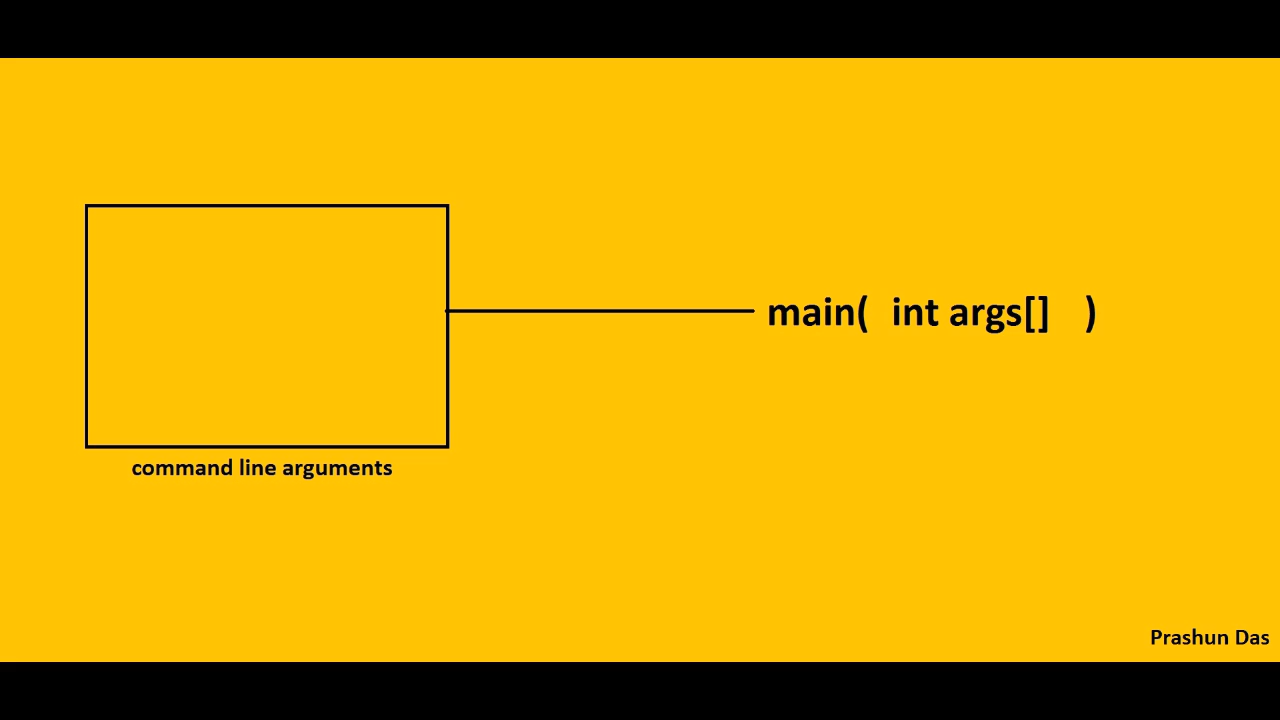 main( int args[] )
command line arguments
Prashun Das